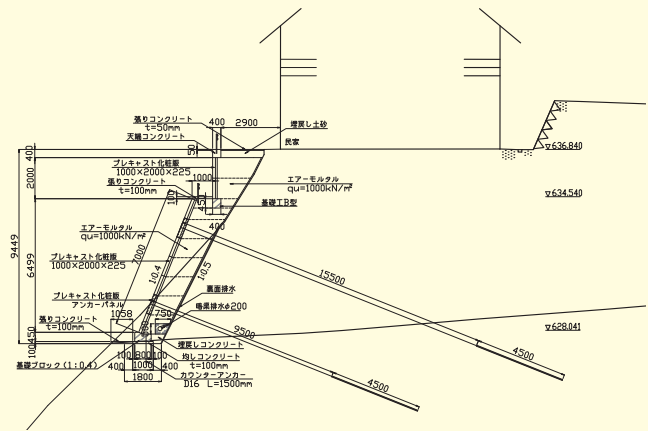 張りコンクリート
t=50mm
天端コンクリート
400
2900
埋戻し土砂
民家
636.840
400
50
プレキャスト化粧版
1000×2000×225
2000
張りコンクリート
t=100mm
100
450
エアーモルタル
qu=1000kN/㎡
634.540
基礎工B型
400
エアーモルタル
qu=1000kN/㎡
9449
6499
7000
プレキャスト化粧版
1000×2000×225
1:0.4
1:0.5
15500
裏面排水
プレキャスト化粧版
アンカーパネル
暗渠排水φ200
1058
750
張りコンクリート
t=100mm
628.041
9500
450
100
埋戻しコンクリート
4500
100
800
100
均しコンクリート
t=100mm
基礎ブロック(1:0.4)
400
1000
400
カウンターアンカー
D16 L=1500mm
1800
4500